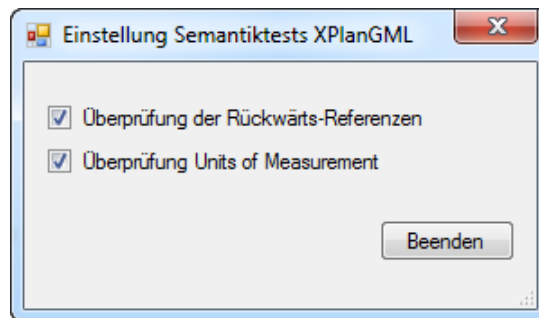 Einstellung Semantiktests XPlanGML
Überprüfung der Rückwärts-Referenzen
Überprüfung Units of Measurement
Beenden